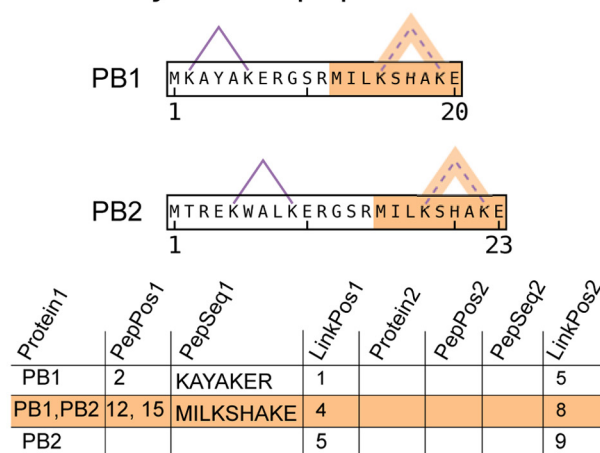 PB1
MKAYAKERGSRMILKSHAKE
1 20
PB2
MTREKWALKERGSRMILKSHAKE
1 23
Protein1 PepPos1 PepSeq1 LinkPos1 Protein2 PepPos2 PepSeq2 LinkPos2
PB1 2 KAYAKER 1 5
PB1,PB2 12, 15 MILKSHAKE 4 8
PB2 5 9